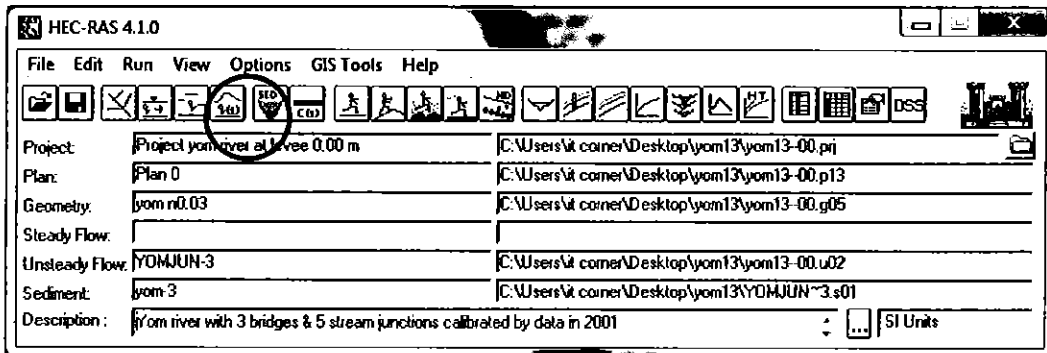 HEC-RAS 4.1.0
File Edit Run View Options GIS Tools Help
SED HD HT DSS
Project: Project yom river at levee 0.00 m C:\Users\it corner\Desktop\yom13\yom13--00.prj
Plan: Plan 0 C:\Users\it corner\Desktop\yom13\yom13--00.p13
Geometry: yom n0.03 C:\Users\it corner\Desktop\yom13\yom13--00.g05
Steady Flow:
Unsteady Flow: YOMJUN-3 C:\Users\it corner\Desktop\yom13\yom13--00.u02
Sediment: yom-3 C:\Users\it corner\Desktop\yom13\YOMJUN~3.s01
Description : Yom river with 3 bridges & 5 stream junctions calibrated by data in 2001 ... SI Units